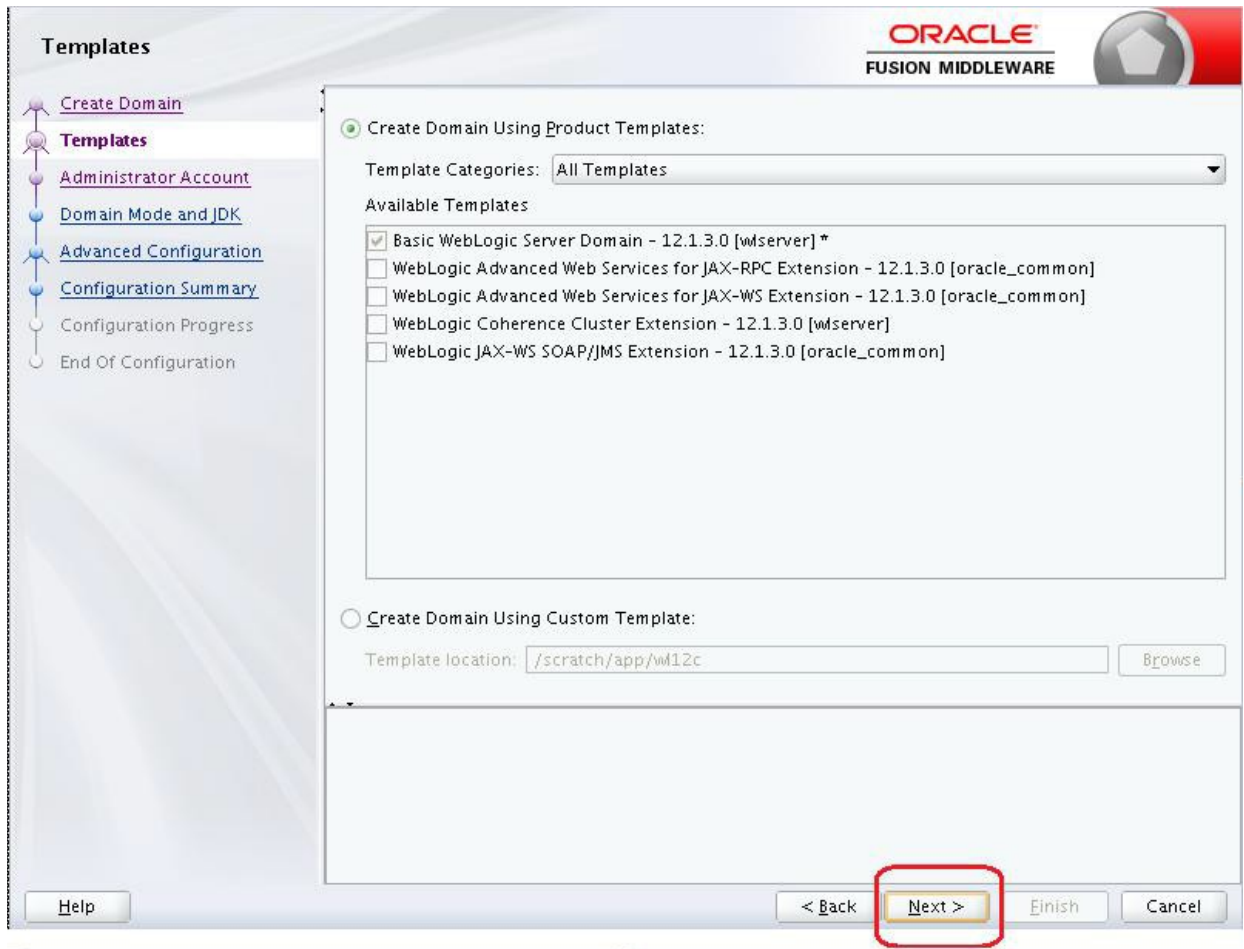 Templates
ORACLE
FUSION MIDDLEWARE
Create Domain
Templates
Administrator Account
Domain Mode and JDK
Advanced Configuration
Configuration Summary
Configuration Progress
End Of Configuration
Create Domain Using Product Templates:
Template Categories: All Templates
Available Templates
Basic WebLogic Server Domain - 12.1.3.0 [wlserver] *
WebLogic Advanced Web Services for JAX-RPC Extension - 12.1.3.0 [oracle_common]
WebLogic Advanced Web Services for JAX-WS Extension - 12.1.3.0 [oracle_common]
WebLogic Coherence Cluster Extension - 12.1.3.0 [wlserver]
WebLogic JAX-WS SOAP/JMS Extension - 12.1.3.0 [oracle_common]
Create Domain Using Custom Template:
Template location: /scratch/app/wl12c Browse
Help < Back Next > Finish Cancel